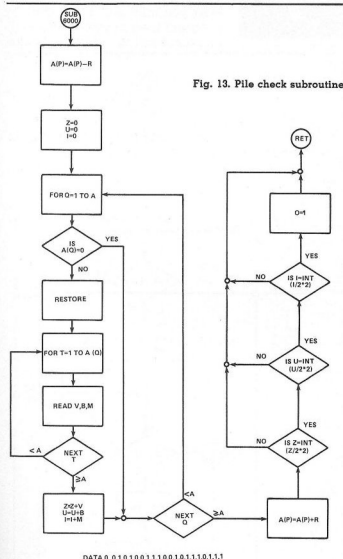 SUB
6000
A(P)=A(P)–R
Fig. 13. Pile check subroutine
Z=0
U=0
I=0
FOR Q=1 TO A
IS
A(Q)=0
YES
NO
RESTORE
FOR T=1 TO A (Q)
READ V,B,M
< A
NEXT
T
≥A
Z=Z+V
U=U+B
I=I+M
<A
NEXT
Q
≥A
RET
O=1
YES
NO
IS I=INT
(I/2*2)
YES
NO
IS U=INT
(U/2*2)
YES
NO
IS Z=INT
(Z/2*2)
A(P)=A(P)+R
DATA 0,0,1,0,1,0,0,1,1,1,0,0,1,0,1,1,1,0,1,1,1